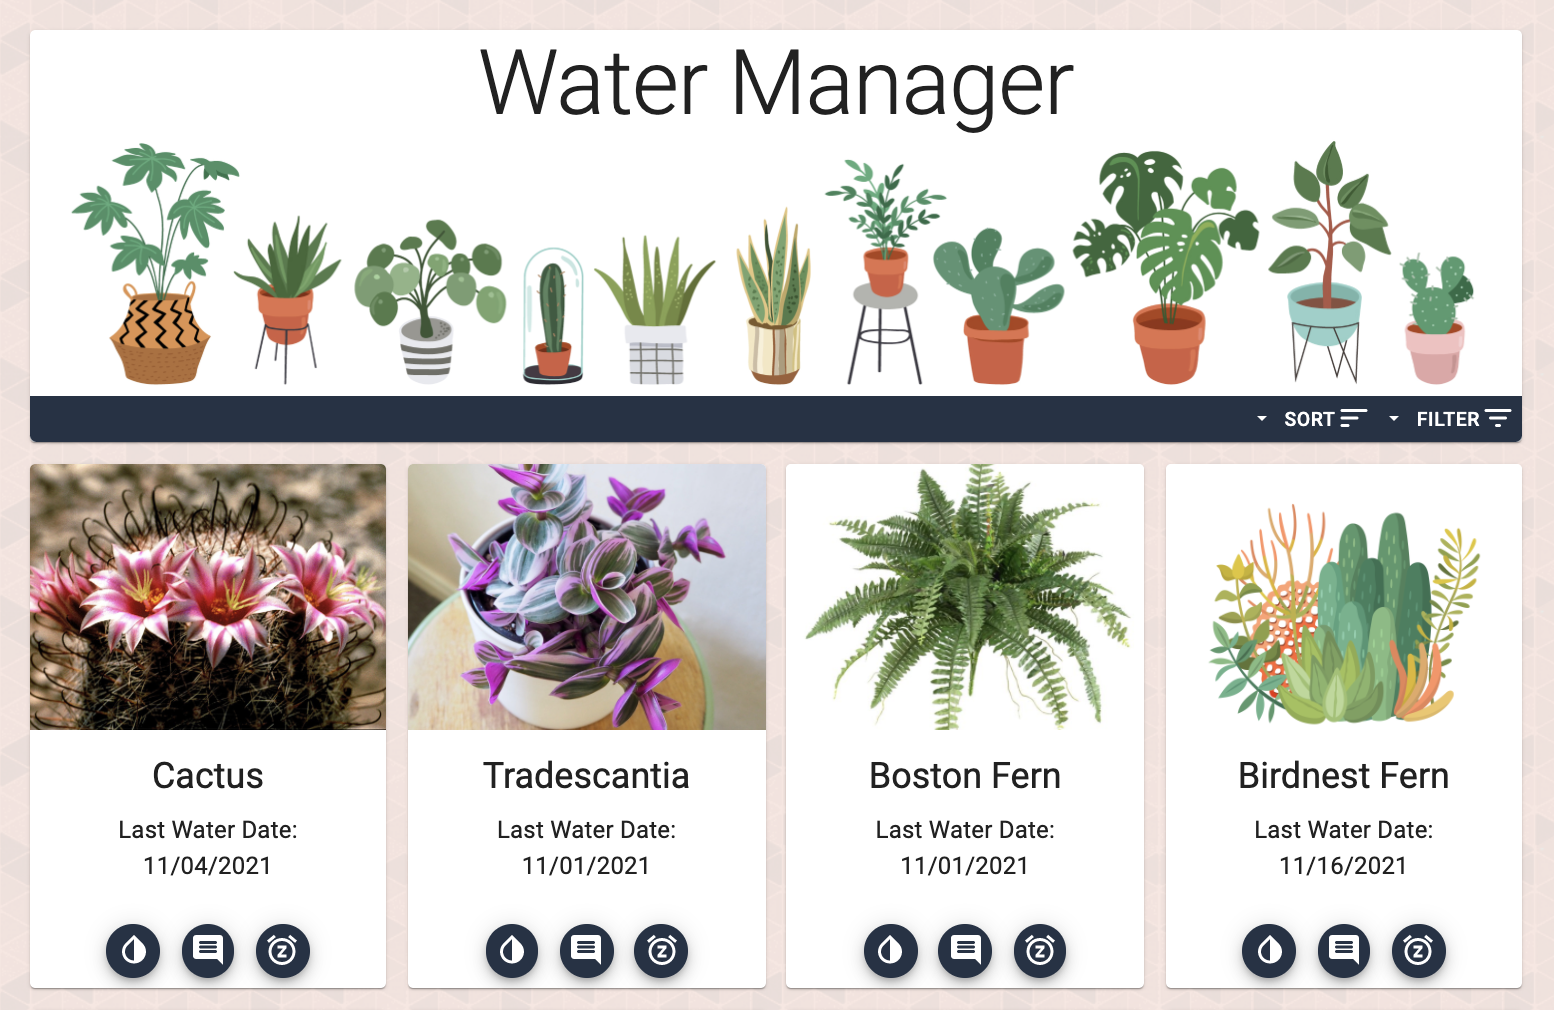 Water Manager
SORT
FILTER
Cactus
Last Water Date:
11/04/2021
Tradescantia
Last Water Date:
11/01/2021
Boston Fern
Last Water Date:
11/01/2021
Birdnest Fern
Last Water Date:
11/16/2021